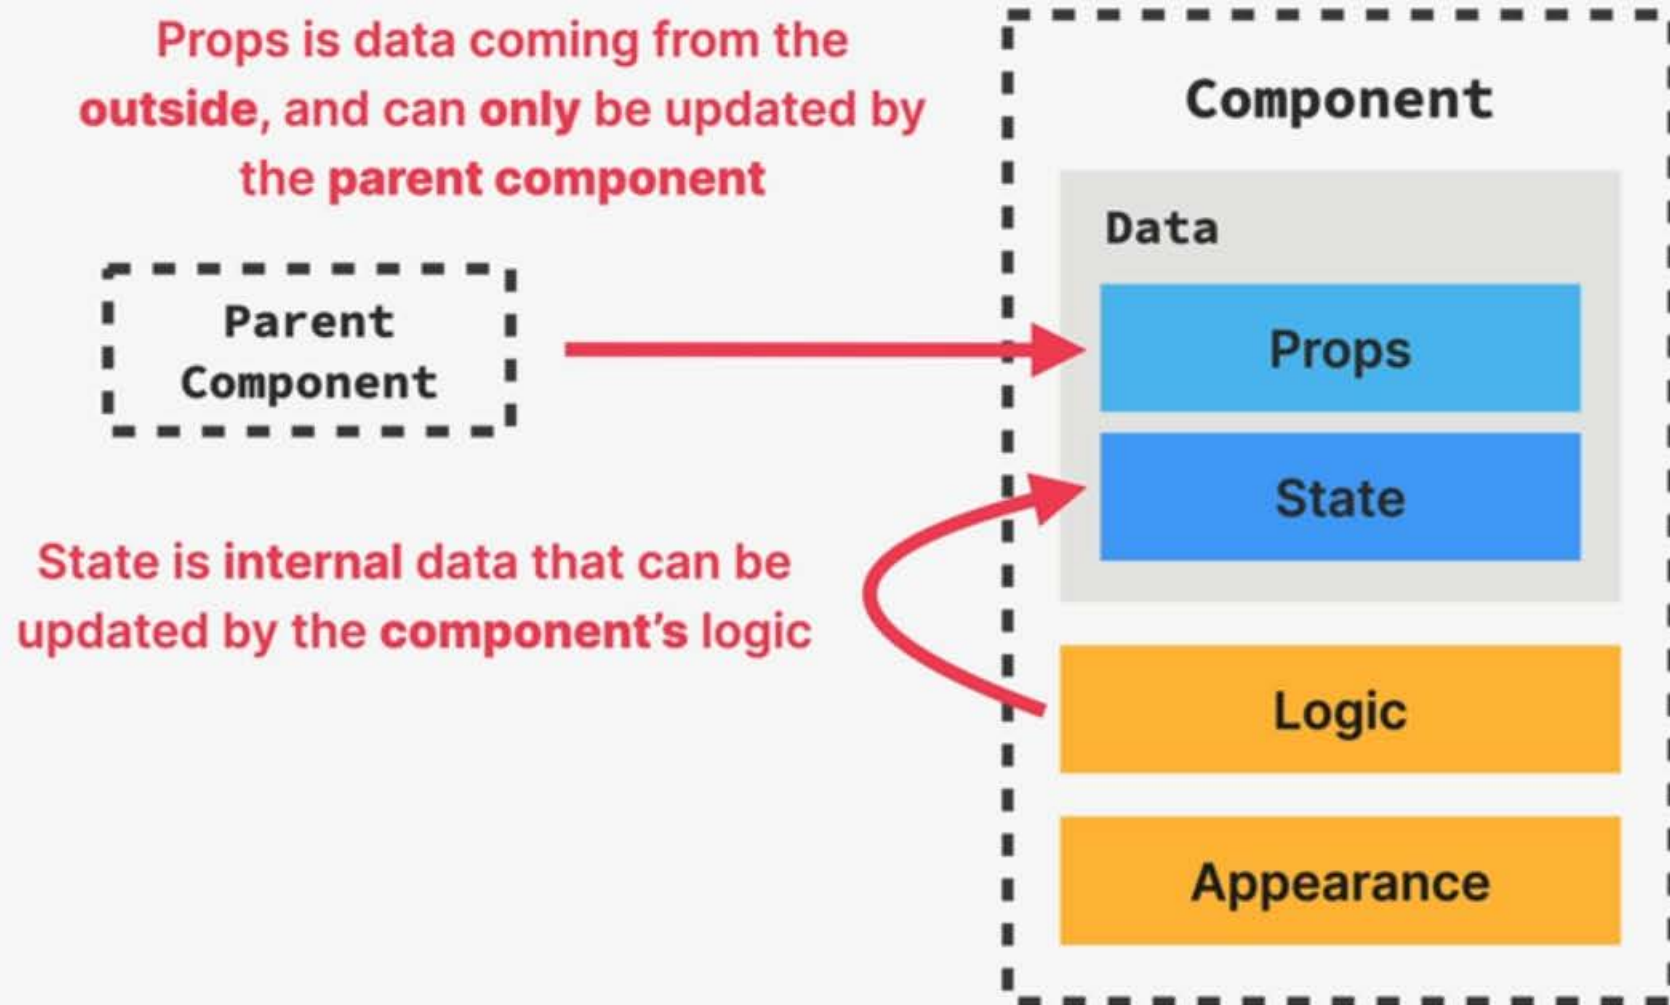 Props is data coming from the
outside, and can only be updated by
the parent component
Parent
Component
State is internal data that can be
updated by the component’s logic
Component
Data
Props
State
Logic
Appearance